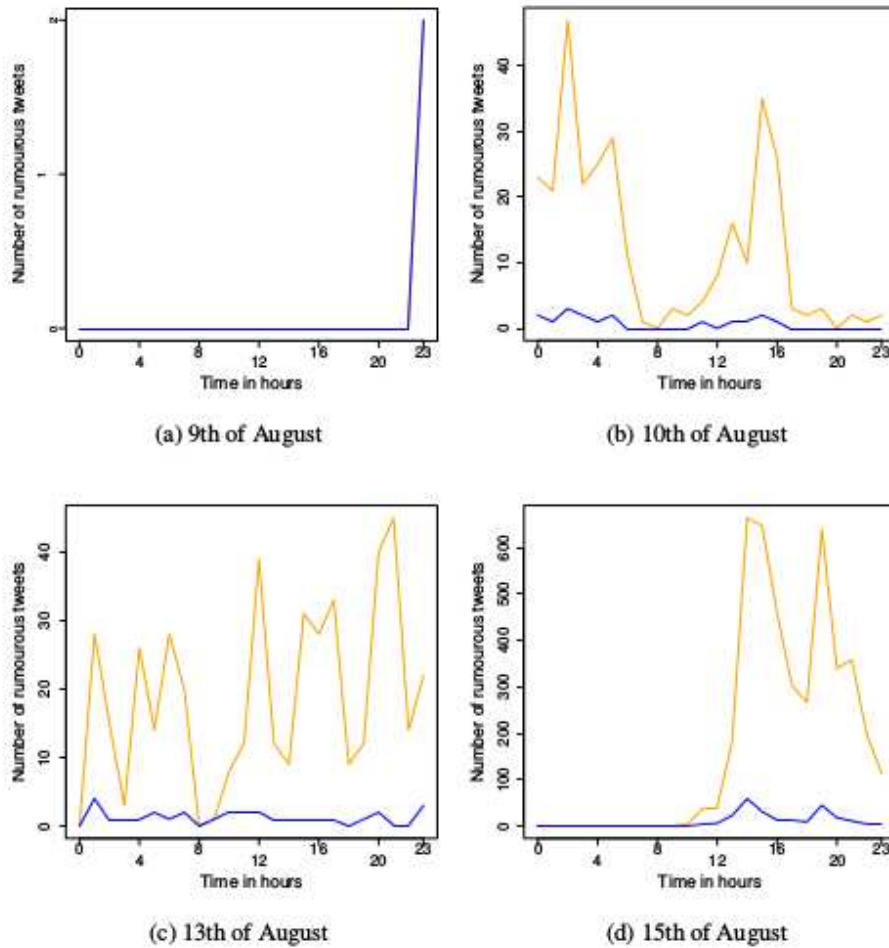 Number of rumourous tweets
2
1
0
0 4 8 12 16 20 23
Time in hours
(a) 9th of August
Number of rumourous tweets
40
30
20
10
0
0 4 8 12 16 20 23
Time in hours
(b) 10th of August
Number of rumourous tweets
40
30
20
10
0
0 4 8 12 16 20 23
Time in hours
(c) 13th of August
Number of rumourous tweets
600
500
400
300
200
100
0
0 4 8 12 16 20 23
Time in hours
(d) 15th of August